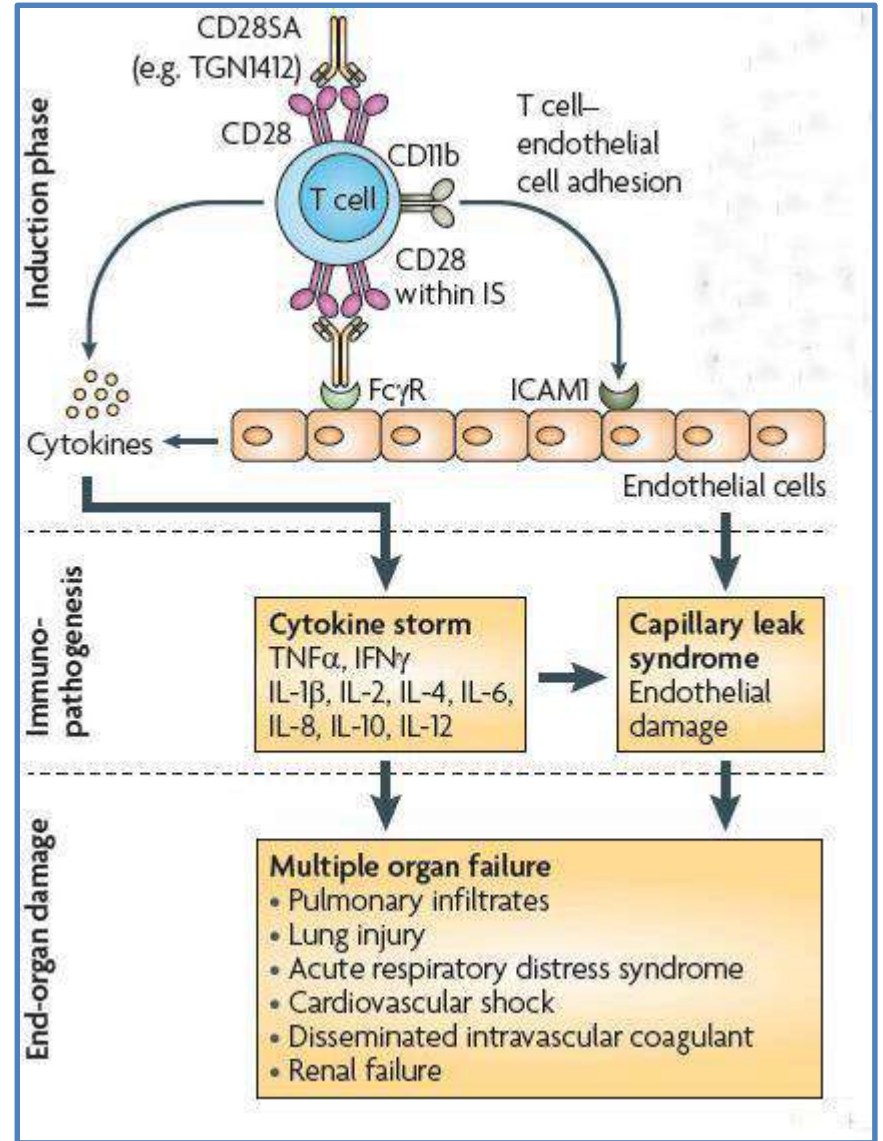 CD28SA
(e.g. TGN1412)
CD28
CD11b
T cell–
endothelial
cell adhesion
T cell
CD28
within IS
Induction phase
FcγR
ICAM1
Cytokines
Endothelial cells
Immuno-
pathogenesis
Cytokine storm
TNFα, IFNγ
IL-1β, IL-2, IL-4, IL-6,
IL-8, IL-10, IL-12
Capillary leak
syndrome
Endothelial
damage
End-organ damage
Multiple organ failure
• Pulmonary infiltrates
• Lung injury
• Acute respiratory distress syndrome
• Cardiovascular shock
• Disseminated intravascular coagulant
• Renal failure